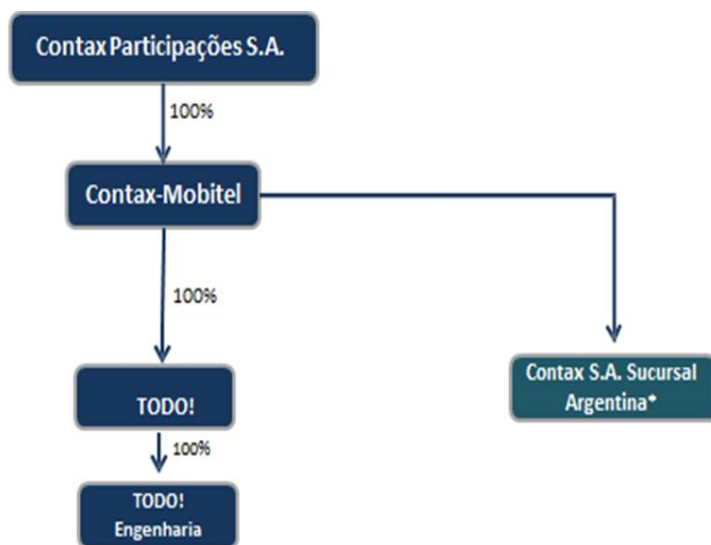 Contax Participações S.A.
100%
Contax-Mobitel
100%
TODO!
Contax S.A. Sucursal
Argentina*
100%
TODO!
Engenharia